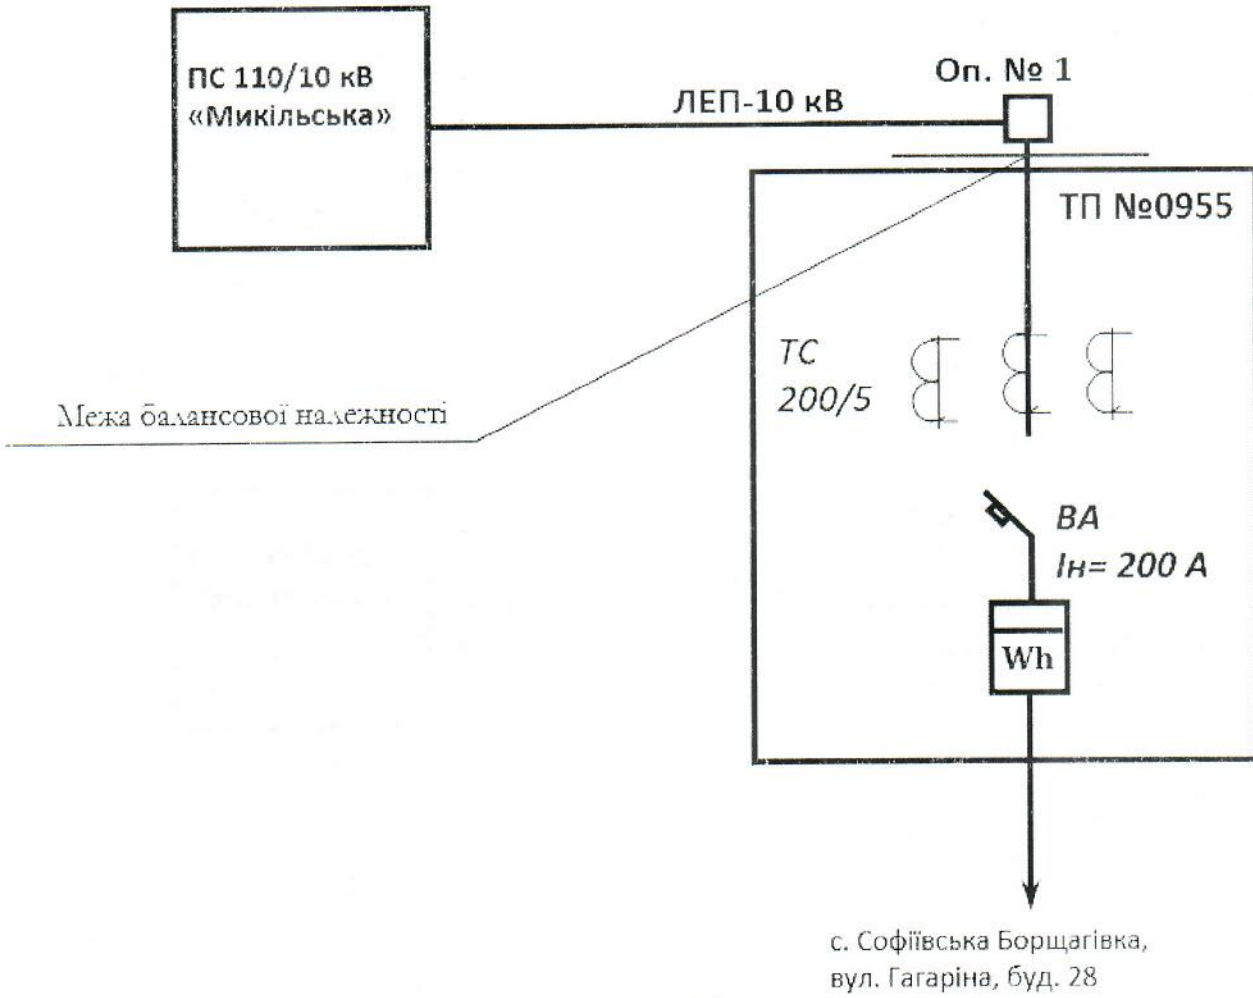 ПС 110/10 кВ
«Микільська»
ЛЕП-10 кВ
Оп. № 1
ТП №0955
ТС
200/5
Межа балансової належності
ВА
Ін= 200 А
Wh
с. Софіївська Борщагівка,
вул. Гагаріна, буд. 28